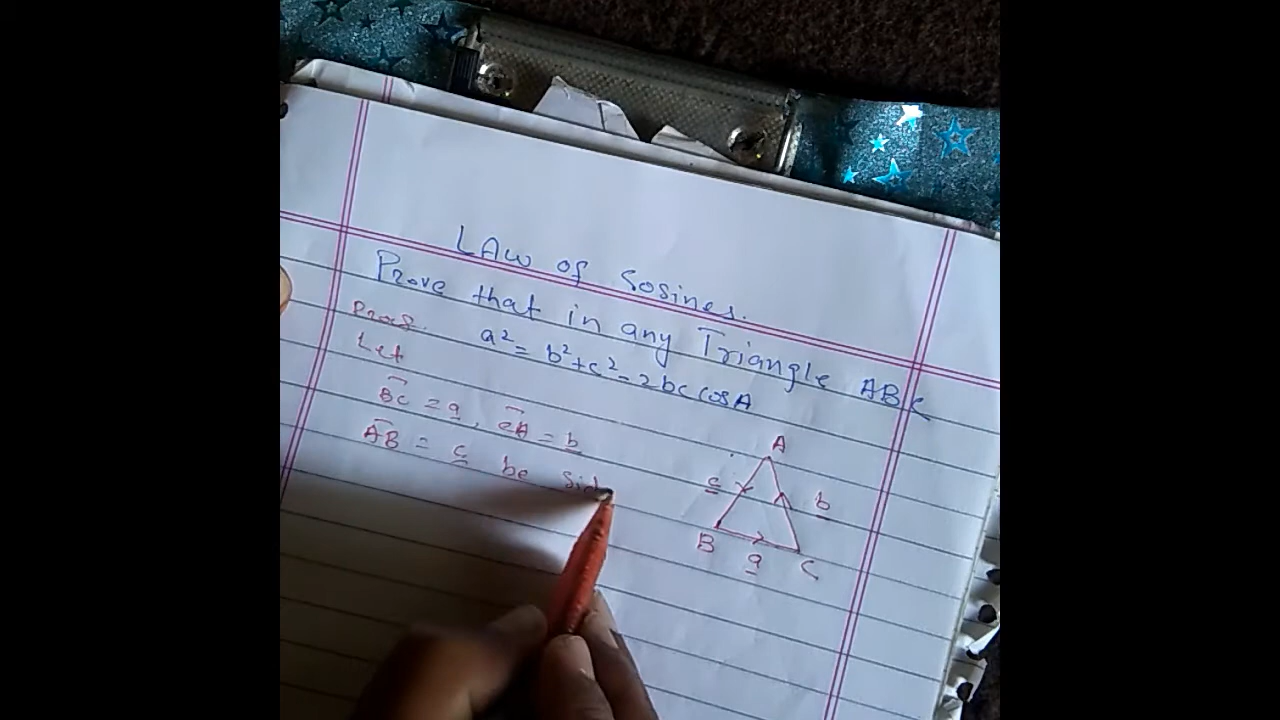 LAW of Sosines.
Prove that in any Triangle ABC
Proof.
a² = b² + c² - 2bc cos A
Let
BC = a, CA = b
AB = c be sid
A
c
b
B
a
C